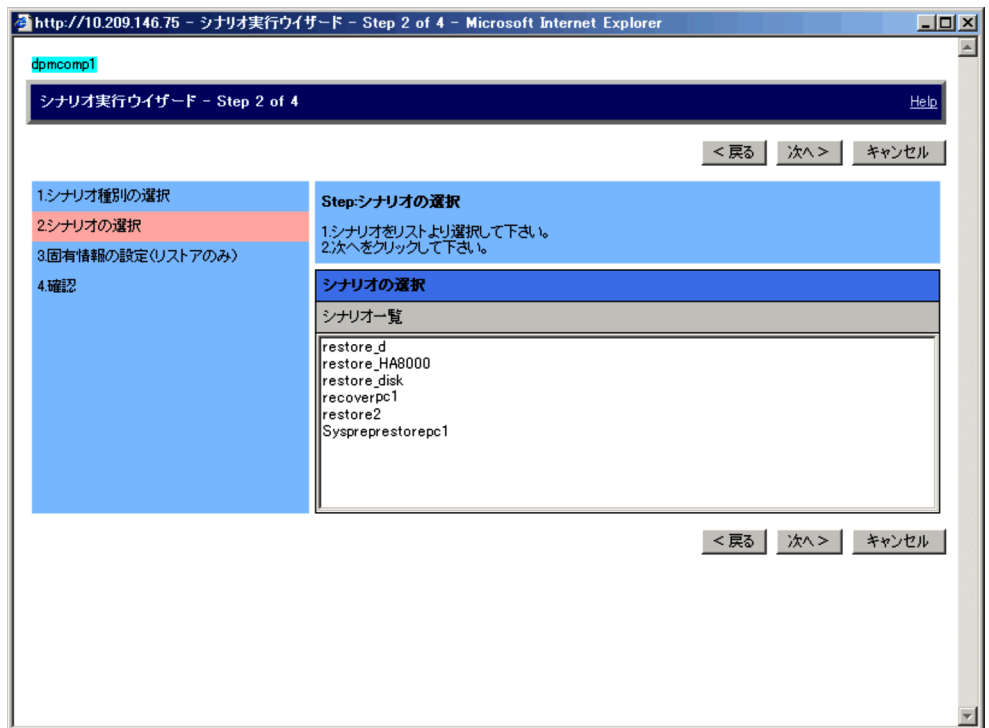 http://10.209.146.75 - シナリオ実行ウイザード - Step 2 of 4 - Microsoft Internet Explorer
dpmcomp1
シナリオ実行ウイザード - Step 2 of 4
Help
< 戻る 次へ > キャンセル
1.シナリオ種別の選択
2.シナリオの選択
3.固有情報の設定(リストアのみ)
4.確認
Step:シナリオの選択
1.シナリオをリストより選択して下さい。
2.次へをクリックして下さい。
シナリオの選択
シナリオ一覧
restore_d
restore_HA8000
restore_disk
recoverpc1
restore2
Syspreprestorepc1
< 戻る 次へ > キャンセル